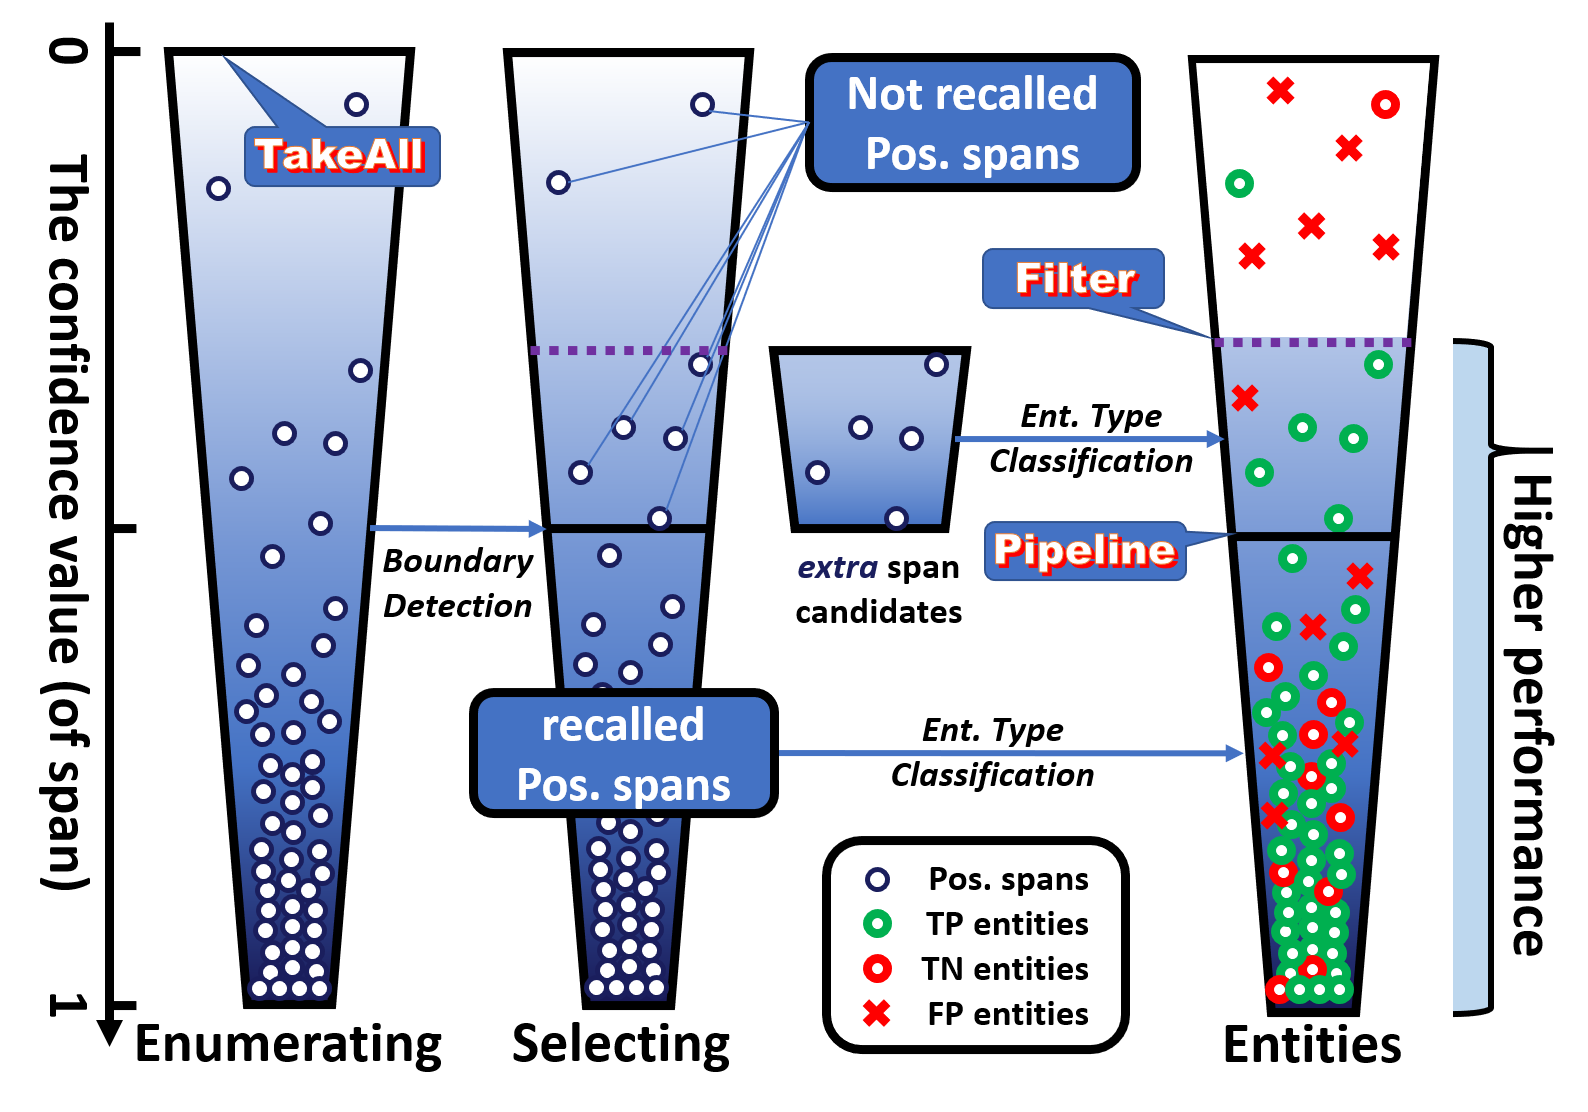 0
The confidence value (of span)
1
TakeAll
Not recalled
Pos. spans
Filter
Ent. Type
Classification
Pipeline
Boundary
Detection
extra span
candidates
recalled
Pos. spans
Ent. Type
Classification
Higher performance
Pos. spans
TP entities
TN entities
FP entities
Enumerating
Selecting
Entities